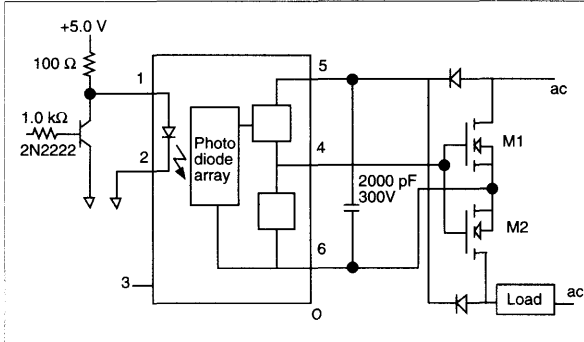 +5.0 V
100 Ω
1
5
ac
1.0 kΩ
2N2222
Photo
diode
array
4
M1
2
2000 pF
300V
M2
6
3
O
Load
ac